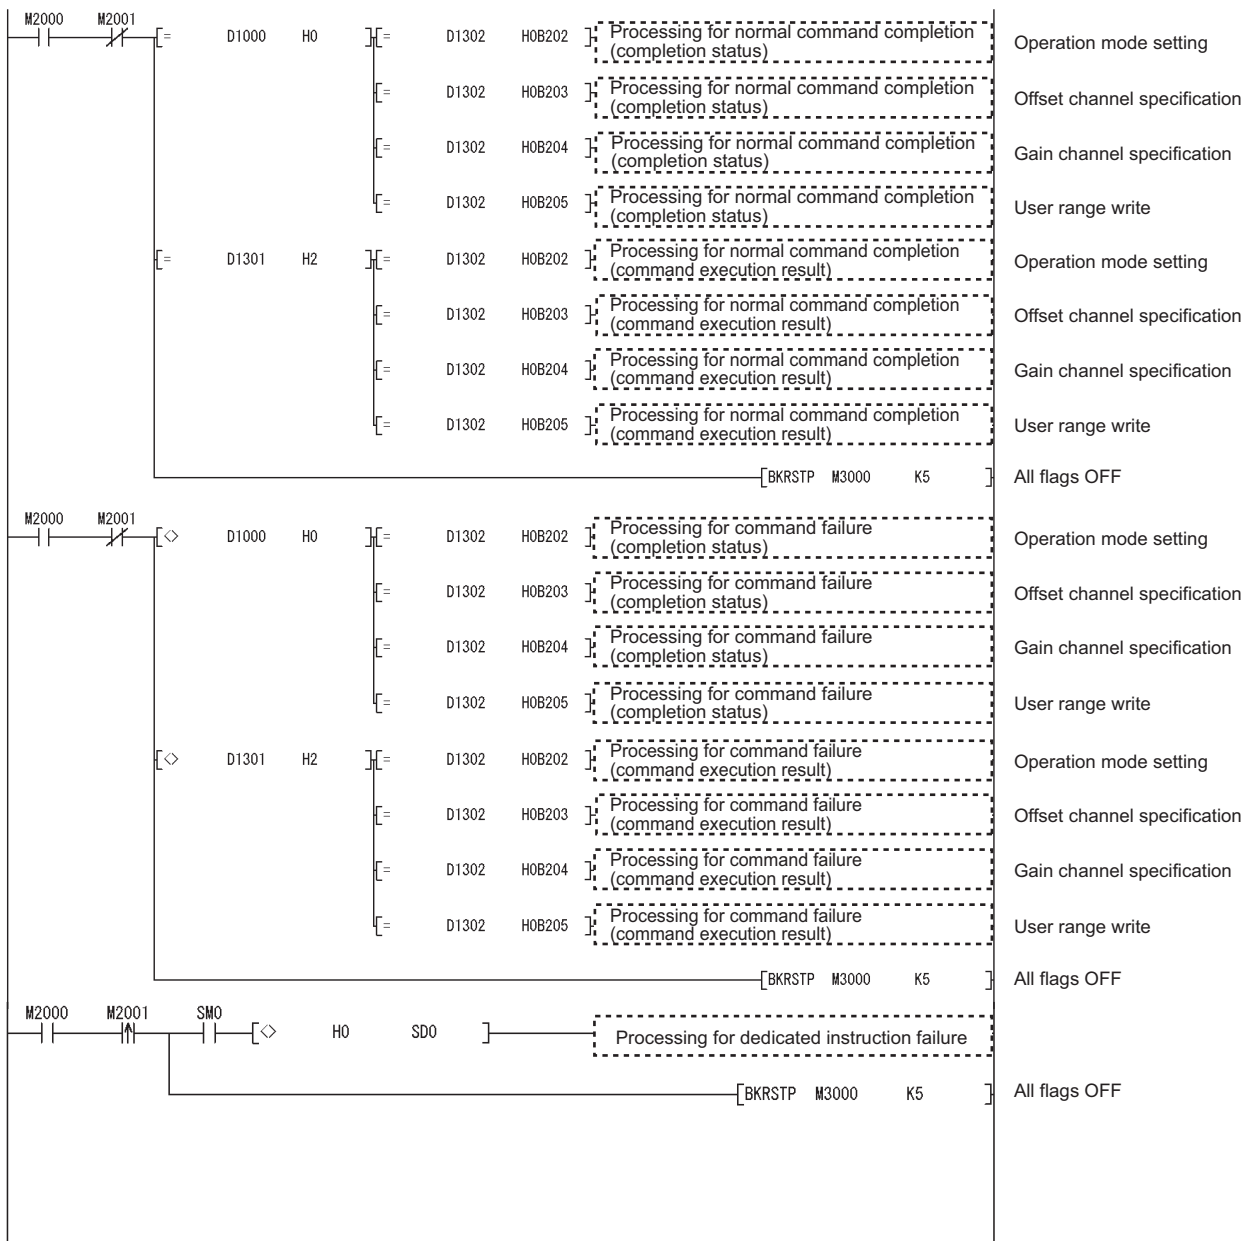 M2000 M2001
[= D1000 H0 ] [= D1302 H0B202 ] Processing for normal command completion
(completion status)
Operation mode setting
[= D1302 H0B203 ] Processing for normal command completion
(completion status)
Offset channel specification
[= D1302 H0B204 ] Processing for normal command completion
(completion status)
Gain channel specification
[= D1302 H0B205 ] Processing for normal command completion
(completion status)
User range write
[= D1301 H2 ] [= D1302 H0B202 ] Processing for normal command completion
(command execution result)
Operation mode setting
[= D1302 H0B203 ] Processing for normal command completion
(command execution result)
Offset channel specification
[= D1302 H0B204 ] Processing for normal command completion
(command execution result)
Gain channel specification
[= D1302 H0B205 ] Processing for normal command completion
(command execution result)
User range write
[BKRSTP M3000 K5 ] All flags OFF
M2000 M2001
[<> D1000 H0 ] [= D1302 H0B202 ] Processing for command failure
(completion status)
Operation mode setting
[= D1302 H0B203 ] Processing for command failure
(completion status)
Offset channel specification
[= D1302 H0B204 ] Processing for command failure
(completion status)
Gain channel specification
[= D1302 H0B205 ] Processing for command failure
(completion status)
User range write
[<> D1301 H2 ] [= D1302 H0B202 ] Processing for command failure
(command execution result)
Operation mode setting
[= D1302 H0B203 ] Processing for command failure
(command execution result)
Offset channel specification
[= D1302 H0B204 ] Processing for command failure
(command execution result)
Gain channel specification
[= D1302 H0B205 ] Processing for command failure
(command execution result)
User range write
[BKRSTP M3000 K5 ] All flags OFF
M2000 M2001 SM0
[<> H0 SD0 ] Processing for dedicated instruction failure
[BKRSTP M3000 K5 ] All flags OFF